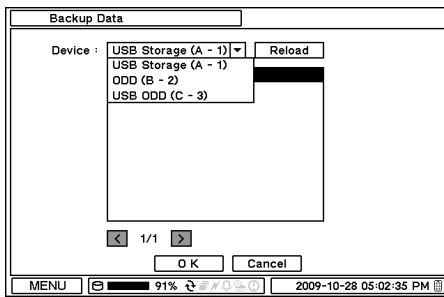 Backup Data
Device : USB Storage (A - 1) Reload
USB Storage (A - 1)
ODD (B - 2)
USB ODD (C - 3)
1/1
OK Cancel
MENU 91% 2009-10-28 05:02:35 PM